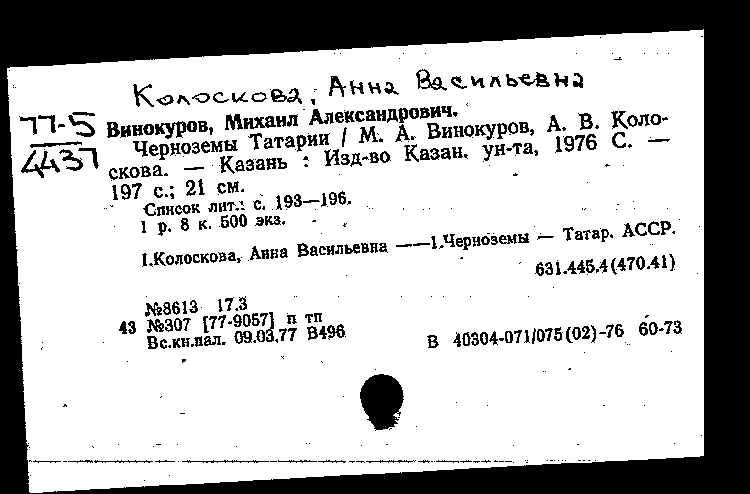 Колоскова, Анна Васильевна
77-5
4437
Винокуров, Михаил Александрович.
Черноземы Татарии / М. А. Винокуров, А. В. Коло-
скова. — Казань : Изд-во Казан. ун-та, 1976 С. —
197 с.; 21 см.
Список лит.: с. 193—196.
1 р. 8 к. 500 экз.
1.Колоскова, Анна Васильевна ——1.Черноземы — Татар. АССР.
631.445.4(470.41)
№8613 17.3
43 №307 [77-9057] п тп
Вс.кн.пал. 09.03.77 В496
В 40304-071/075(02)-76 60-73